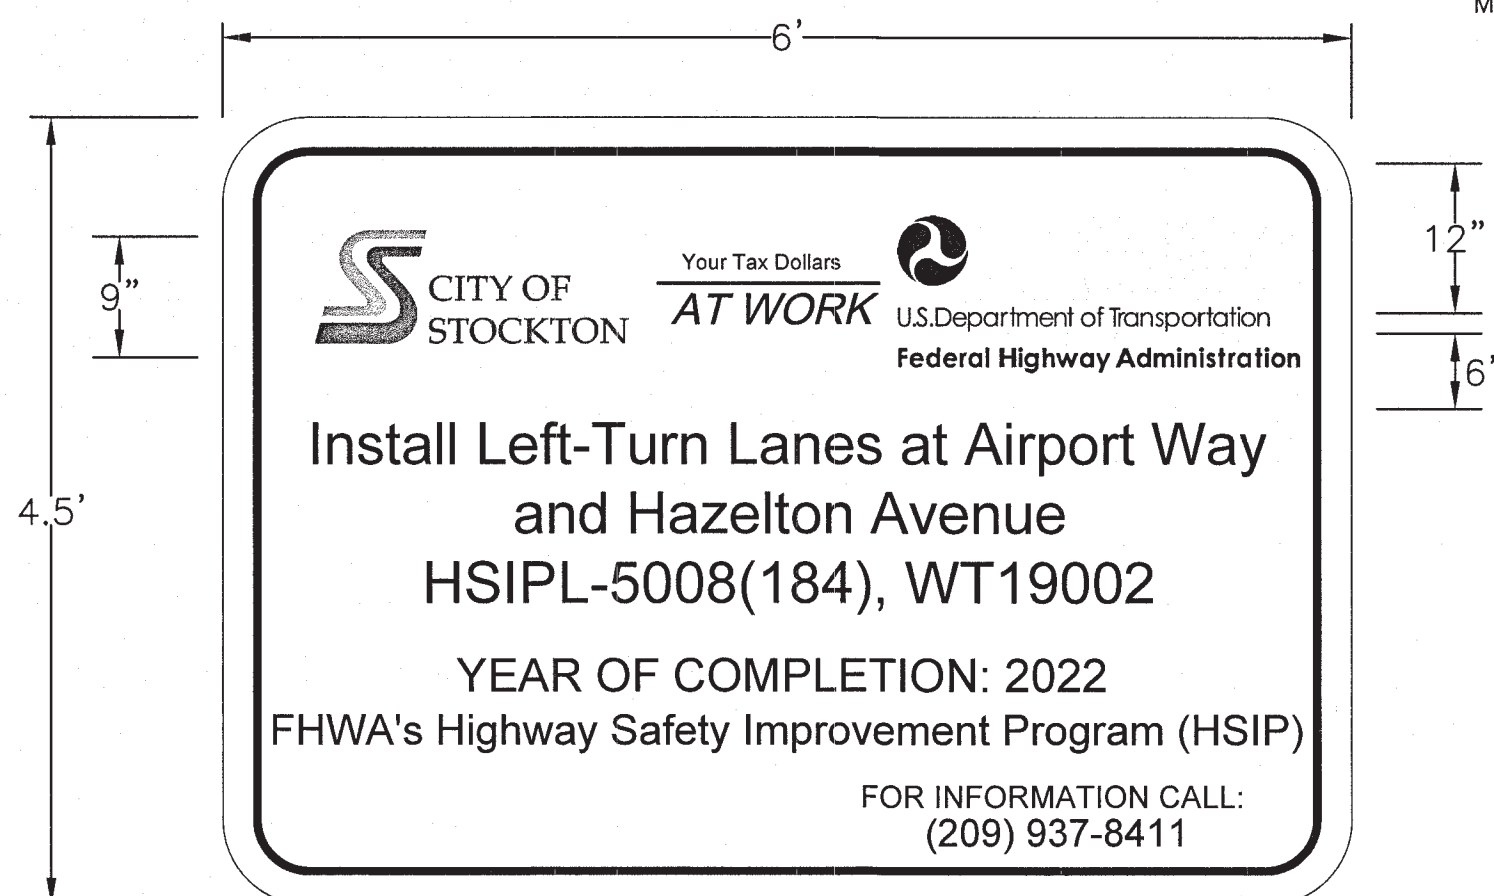 M
6'
4.5'
9"
12"
6'
CITY OF
STOCKTON
Your Tax Dollars
AT WORK
U.S.Department of Transportation
Federal Highway Administration
Install Left-Turn Lanes at Airport Way
and Hazelton Avenue
HSIPL-5008(184), WT19002
YEAR OF COMPLETION: 2022
FHWA's Highway Safety Improvement Program (HSIP)
FOR INFORMATION CALL:
(209) 937-8411